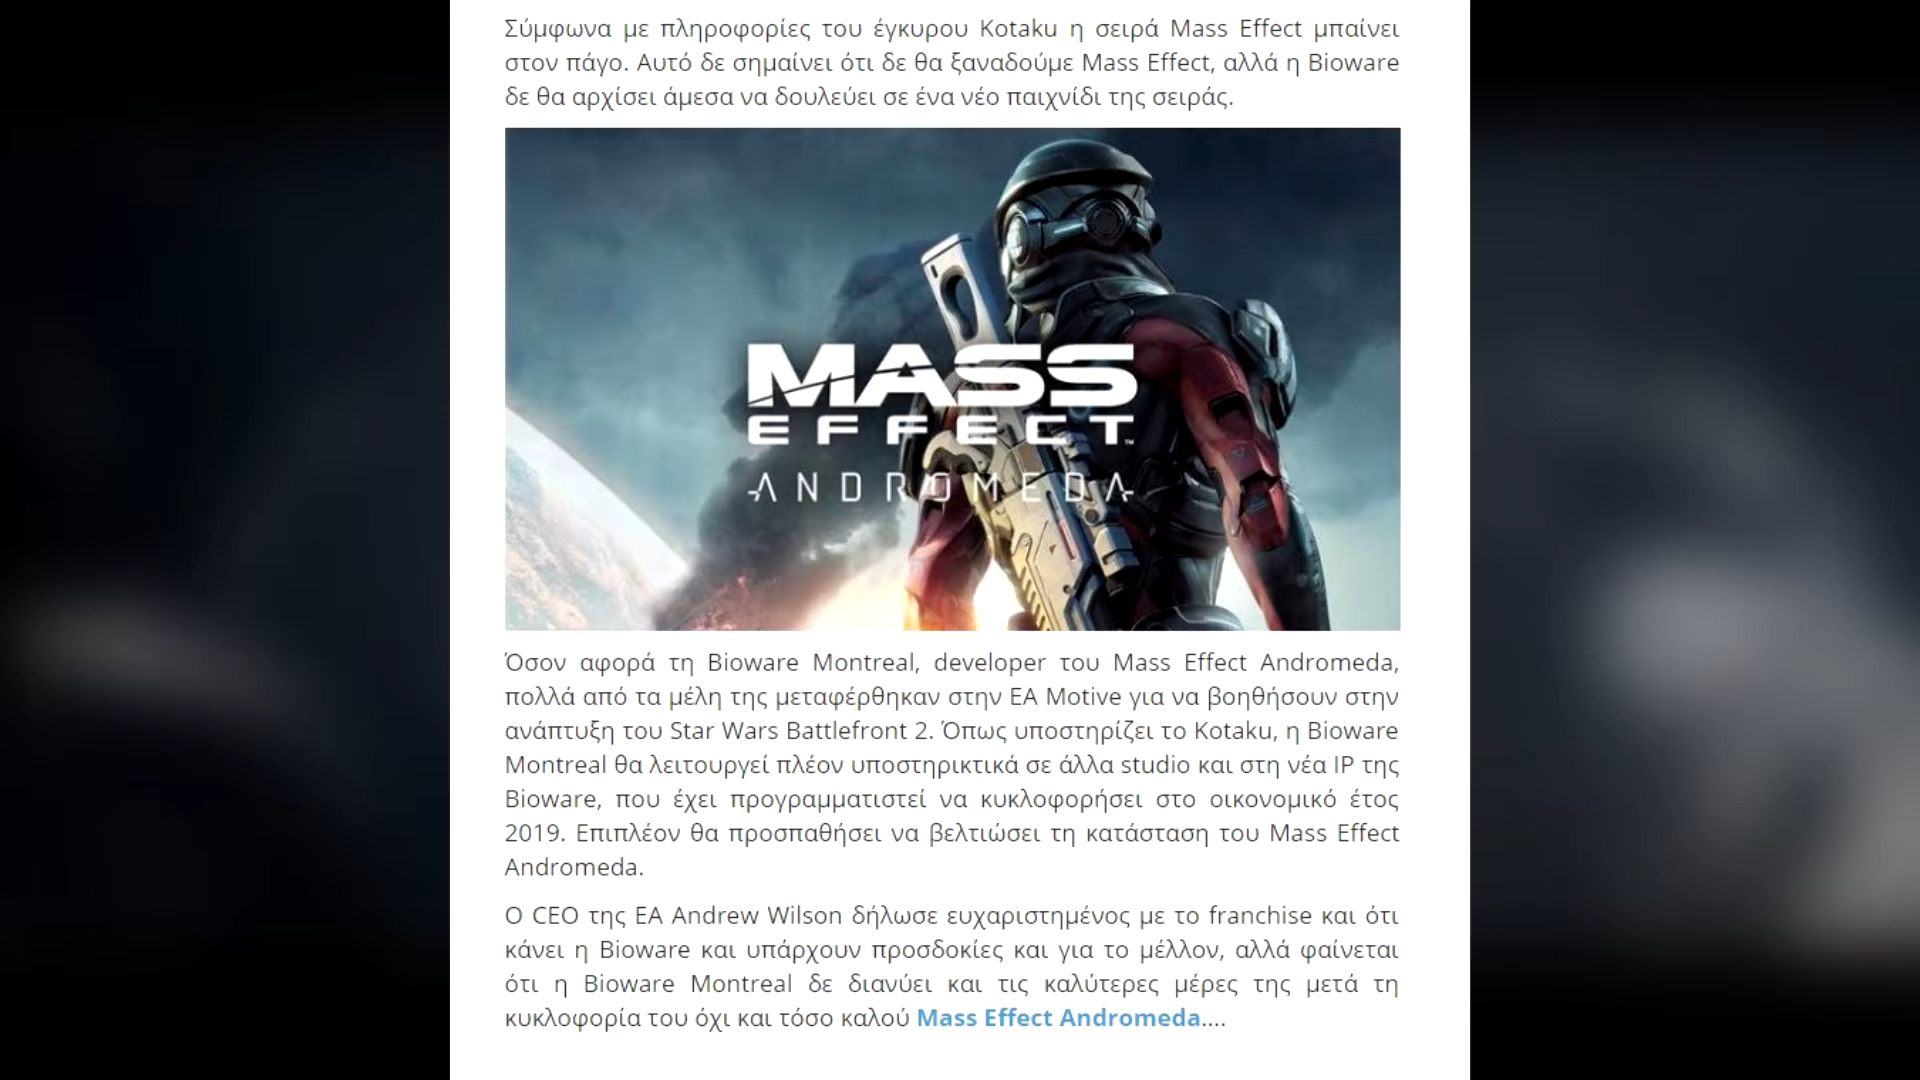 Σύμφωνα με πληροφορίες του έγκυρου Kotaku η σειρά Mass Effect μπαίνει
στον πάγο. Αυτό δε σημαίνει ότι δε θα ξαναδούμε Mass Effect, αλλά η Bioware
δε θα αρχίσει άμεσα να δουλεύει σε ένα νέο παιχνίδι της σειράς.
MASS
EFFECT™
ANDROMEDA
Όσον αφορά τη Bioware Montreal, developer του Mass Effect Andromeda,
πολλά από τα μέλη της μεταφέρθηκαν στην EA Motive για να βοηθήσουν στην
ανάπτυξη του Star Wars Battlefront 2. Όπως υποστηρίζει το Kotaku, η Bioware
Montreal θα λειτουργεί πλέον υποστηρικτικά σε άλλα studio και στη νέα IP της
Bioware, που έχει προγραμματιστεί να κυκλοφορήσει στο οικονομικό έτος
2019. Επιπλέον θα προσπαθήσει να βελτιώσει τη κατάσταση του Mass Effect
Andromeda.
Ο CEO της EA Andrew Wilson δήλωσε ευχαριστημένος με το franchise και ότι
κάνει η Bioware και υπάρχουν προσδοκίες και για το μέλλον, αλλά φαίνεται
ότι η Bioware Montreal δε διανύει και τις καλύτερες μέρες της μετά τη
κυκλοφορία του όχι και τόσο καλού Mass Effect Andromeda....